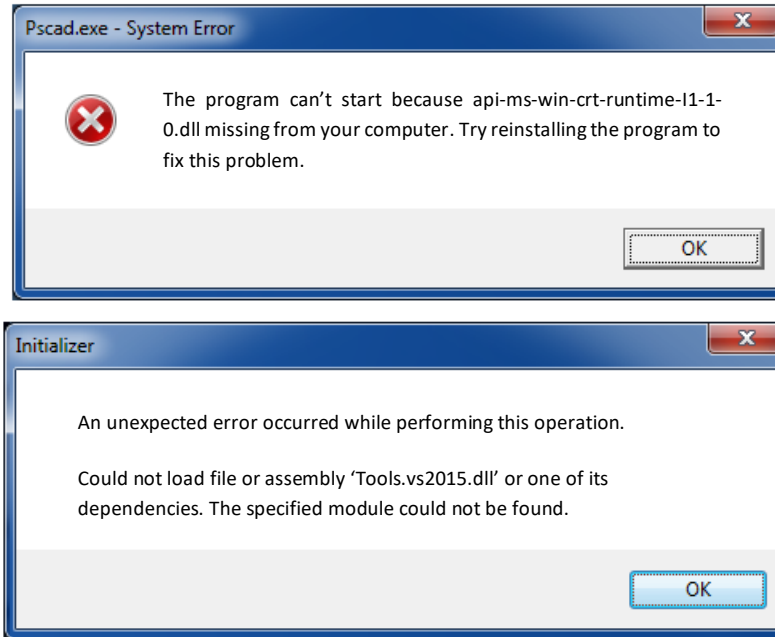 Pscad.exe - System Error
The program can’t start because api-ms-win-crt-runtime-I1-1-
0.dll missing from your computer. Try reinstalling the program to
fix this problem.
OK
Initializer
An unexpected error occurred while performing this operation.
Could not load file or assembly ‘Tools.vs2015.dll’ or one of its
dependencies. The specified module could not be found.
OK